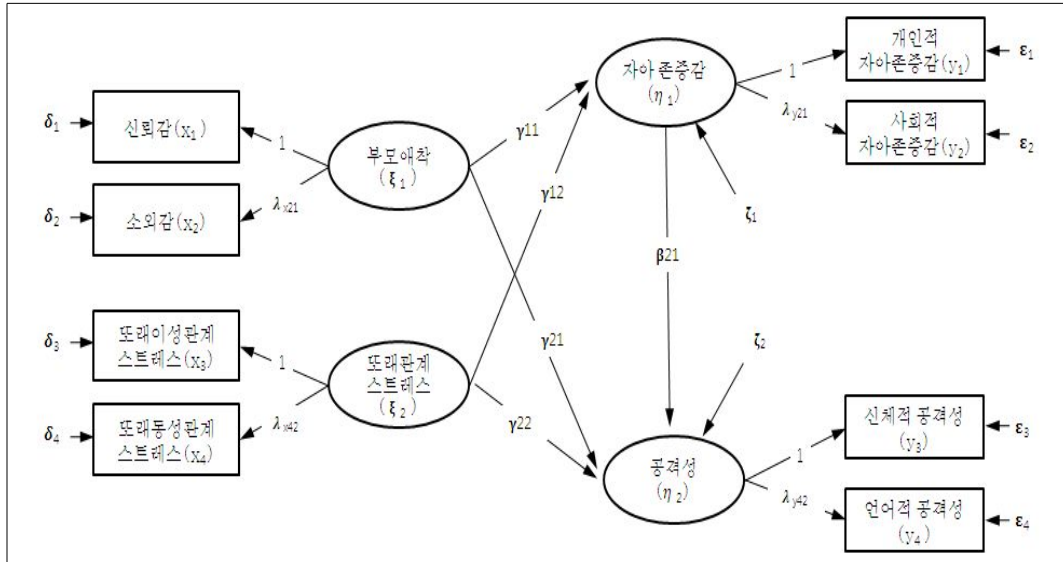 δ₁
신뢰감(x₁)
1
δ₂
소외감(x₂)
λx21
부모애착
(ξ₁)
δ₃
또래이성관계
스트레스(x₃)
1
δ₄
또래동성관계
스트레스(x₄)
λx42
또래관계
스트레스
(ξ₂)
γ11
γ12
γ21
γ22
자아 존중감
(η₁)
β21
ζ₁
ζ₂
공격성
(η₂)
1
λy21
개인적
자아존중감(y₁)
ε₁
사회적
자아존중감(y₂)
ε₂
1
λy42
신체적 공격성
(y₃)
ε₃
언어적 공격성
(y₄)
ε₄